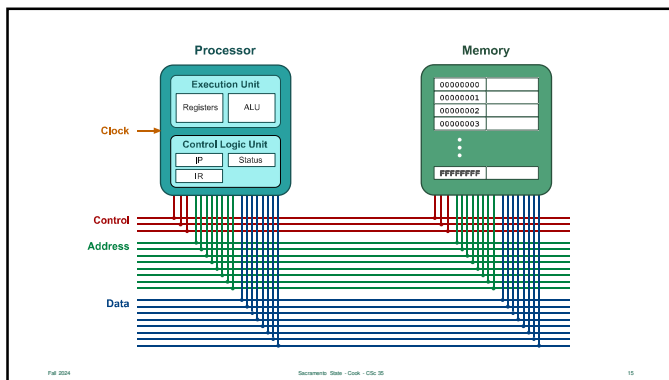 Processor
Memory
Execution Unit
Registers
ALU
Clock
Control Logic Unit
IP
Status
IR
00000000
00000001
00000002
00000003
FFFFFFFF
Control
Address
Data
Fall 2024
Sacramento State - Cook - CSc 35
15